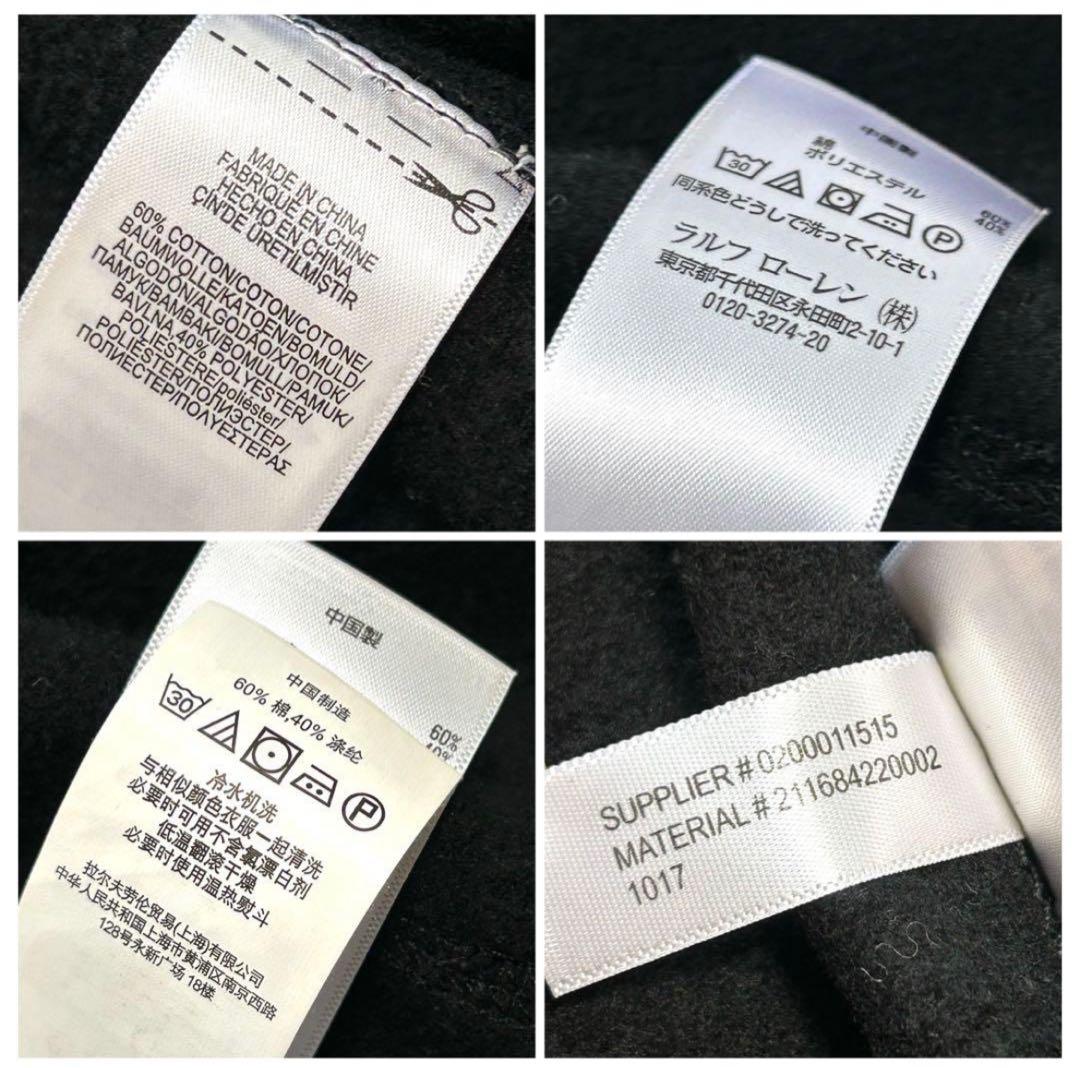 MADE IN CHINA
FABRIQUE EN CHINE
HECHO EN CHINA
ÇIN'DE ÜRETILMIŞTIR
60% COTTON/COTON/COTONE/
BAUMWOLLE/KATOEN/BOMULD/
ALGODON/ALGODÃO/ХЛОПОК/
ПАМУК/BAMBAKI/BOMULL/PAMUK/
BAVLNA 40% POLYESTER/
POLIESTERE/poliéster/
POLIESTER/ПОЛИЭСТЕР/
ПОЛИЕСТЕР/ΠΟΛΥΕΣΤΕΡΑΣ
中国製
綿 60%
ポリエステル 40%
30 P
同系色どうしで洗ってください
ラルフ ローレン (株)
東京都千代田区永田町2-10-1
0120-3274-20
中国製
60%
40%
中国制造
60% 棉,40% 涤纶
30 P
冷水机洗
与相似颜色衣服一起清洗
必要时可用不含氯漂白剂
低温翻滚干燥
必要时使用温热熨斗
拉尔夫劳伦贸易(上海)有限公司
中华人民共和国上海市黄浦区南京西路
128号永新广场 18楼
SUPPLIER # 0200011515
MATERIAL # 211684220002
1017